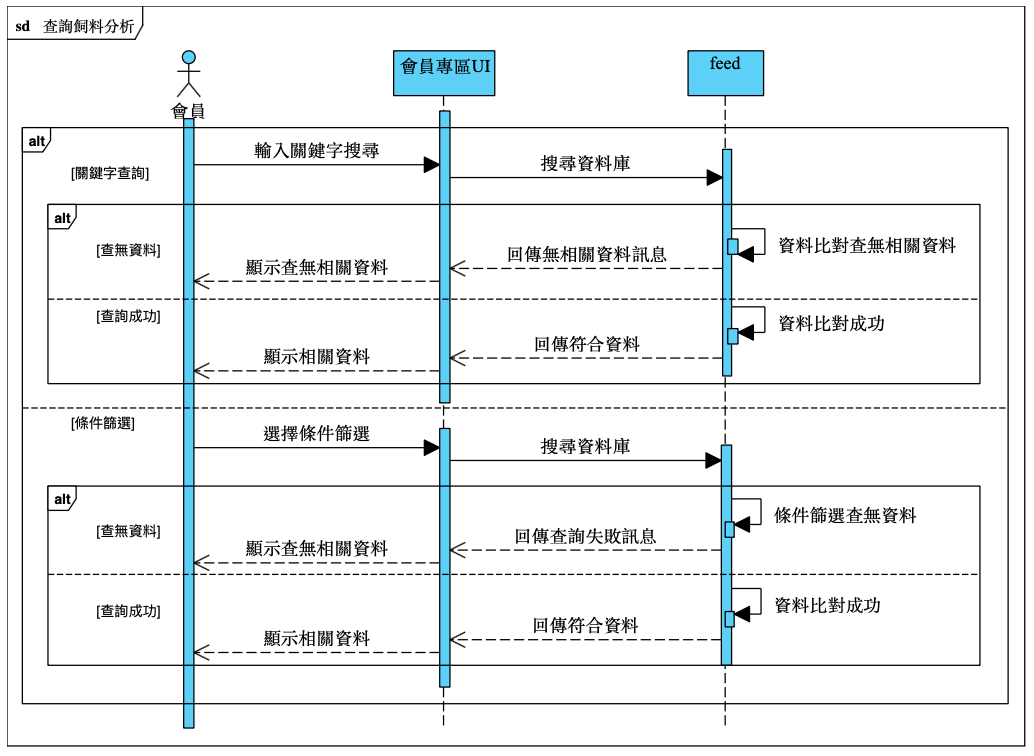 sd 查詢飼料分析
會員
會員專區UI
feed
alt
[關鍵字查詢]
輸入關鍵字搜尋
搜尋資料庫
alt
[查無資料]
資料比對查無相關資料
回傳無相關資料訊息
顯示查無相關資料
[查詢成功]
資料比對成功
回傳符合資料
顯示相關資料
[條件篩選]
選擇條件篩選
搜尋資料庫
alt
[查無資料]
條件篩選查無資料
回傳查詢失敗訊息
顯示查無相關資料
[查詢成功]
資料比對成功
回傳符合資料
顯示相關資料